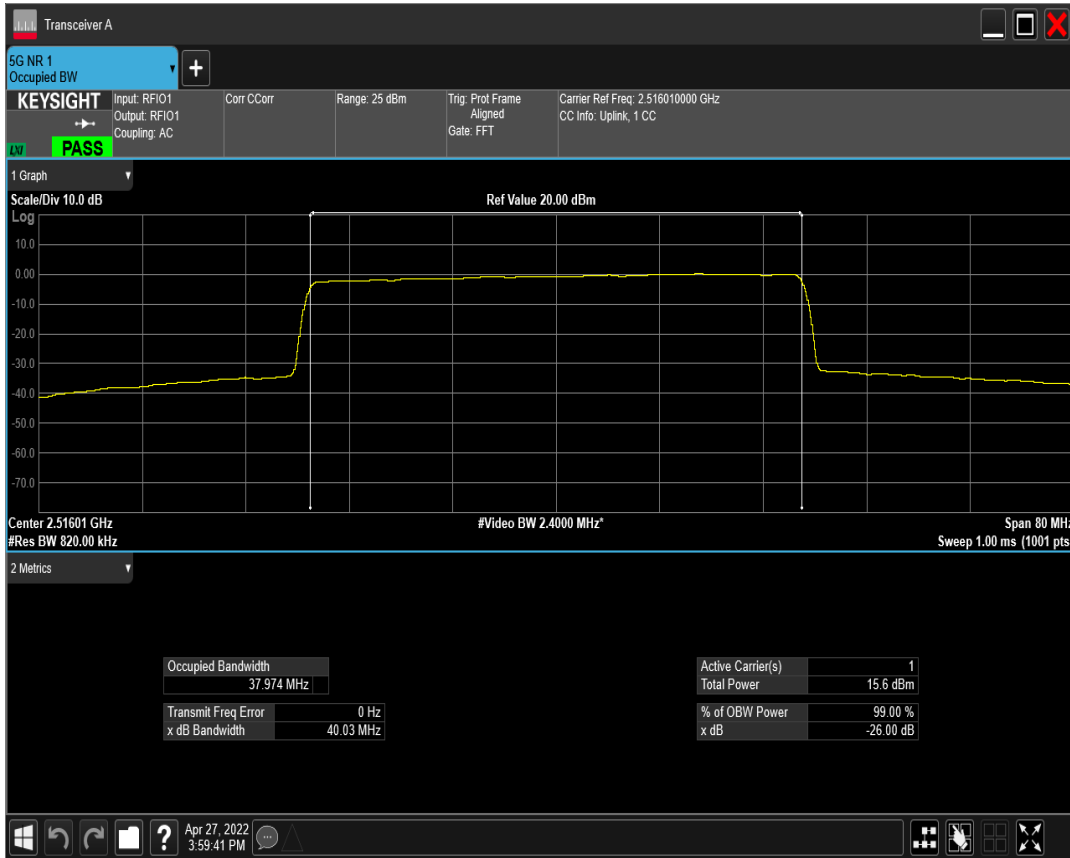 Transceiver A
5G NR 1
Occupied BW
+
KEYSIGHT
LXI
PASS
Input: RFIO1
Output: RFIO1
Coupling: AC
Corr CCorr
Range: 25 dBm
Trig: Prot Frame
Aligned
Gate: FFT
Carrier Ref Freq: 2.516010000 GHz
CC Info: Uplink, 1 CC
1 Graph
Scale/Div 10.0 dB
Ref Value 20.00 dBm
Log
10.0
0.00
-10.0
-20.0
-30.0
-40.0
-50.0
-60.0
-70.0
Center 2.51601 GHz
#Video BW 2.4000 MHz*
Span 80 MHz
#Res BW 820.00 kHz
Sweep 1.00 ms (1001 pts
2 Metrics
Occupied Bandwidth
37.974 MHz
Transmit Freq Error 0 Hz
x dB Bandwidth 40.03 MHz
Active Carrier(s) 1
Total Power 15.6 dBm
% of OBW Power 99.00 %
x dB -26.00 dB
?
Apr 27, 2022
3:59:41 PM